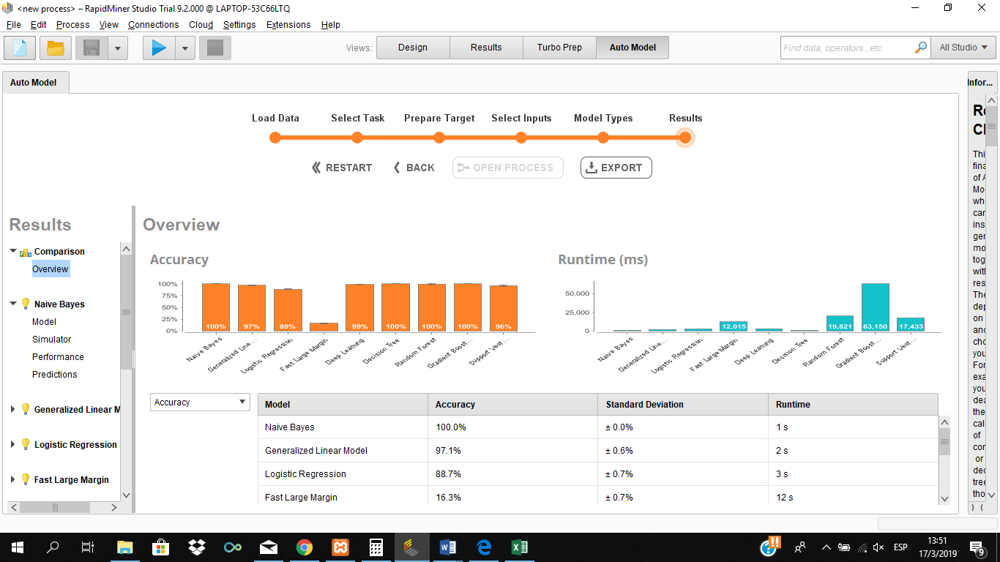 <new process> – RapidMiner Studio Trial 9.2.000 @ LAPTOP-53C66LTQ
File Edit Process View Connections Cloud Settings Extensions Help
Views: Design Results Turbo Prep Auto Model Find data, operators...etc All Studio
Auto Model
Infor...
Load Data Select Task Prepare Target Select Inputs Model Types Results
RESTART BACK OPEN PROCESS EXPORT
Results
Comparison
Overview
Naive Bayes
Model
Simulator
Performance
Predictions
Generalized Linear M
Logistic Regression
Fast Large Margin
Overview
Accuracy
100%
75%
50%
25%
0%
100% 97% 89% 99% 100% 100% 100% 96%
Naive Bayes Generalized Line... Logistic Regression Fast Large Margin Deep Learning Decision Tree Random Forest Gradient Boost... Support Vect...
Runtime (ms)
50,000
25,000
0
12,015 19,821 63,150 17,433
Naive Bayes Generalized Line... Logistic Regression Fast Large Margin Deep Learning Decision Tree Random Forest Gradient Boost... Support Vect...
Accuracy
Model Accuracy Standard Deviation Runtime
Naive Bayes 100.0% ± 0.0% 1 s
Generalized Linear Model 97.1% ± 0.6% 2 s
Logistic Regression 88.7% ± 0.7% 3 s
Fast Large Margin 16.3% ± 0.7% 12 s
Re
Cl
Thi
fina
of A
Mo
wh
car
ins
ger
mo
tog
with
res
The
dep
on
and
cho
you
For
exa
you
dea
the
calc
of
cor
or
dec
tree
tho
ESP
13:51
17/3/2019
9